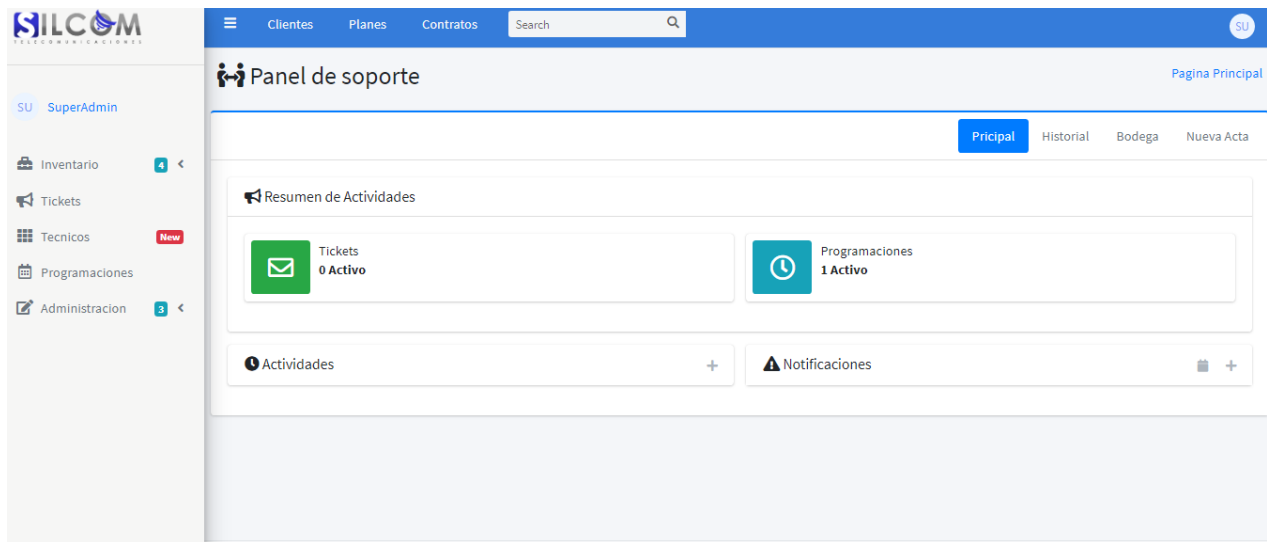 SILCOM
TELECOMUNICACIONES
Clientes Planes Contratos Search SU
Panel de soporte Pagina Principal
SU SuperAdmin
Pricipal Historial Bodega Nueva Acta
Inventario 4
Tickets
Tecnicos New
Programaciones
Administracion 3
Resumen de Actividades
Tickets
0 Activo
Programaciones
1 Activo
Actividades
Notificaciones